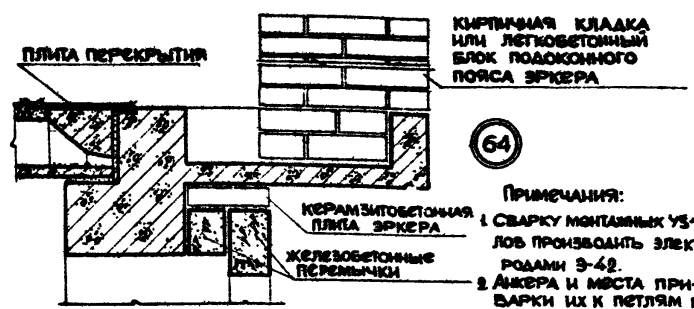 ПЛИТА ПЕРЕКРЫТИЯ
КИРПИЧНАЯ КЛАДКА
ИЛИ ЛЕГКОБЕТОННЫЙ
БЛОК ПОДОКОННОГО
ПОЯСА ЭРКЕРА
64
КЕРАМЗИТОБЕТОННАЯ
ПЛИТА ЭРКЕРА
ЖЕЛЕЗОБЕТОННЫЕ
ПЕРЕМЫЧКИ
ПРИМЕЧАНИЯ:
1. СВАРКУ МОНТАЖНЫХ УЗ-
ЛОВ ПРОИЗВОДИТЬ ЭЛЕК
РОДАМИ Э-42.
2. АНКЕРА И МЕСТА ПРИ-
ВАРКИ ИХ К ПЕТЛЯМ